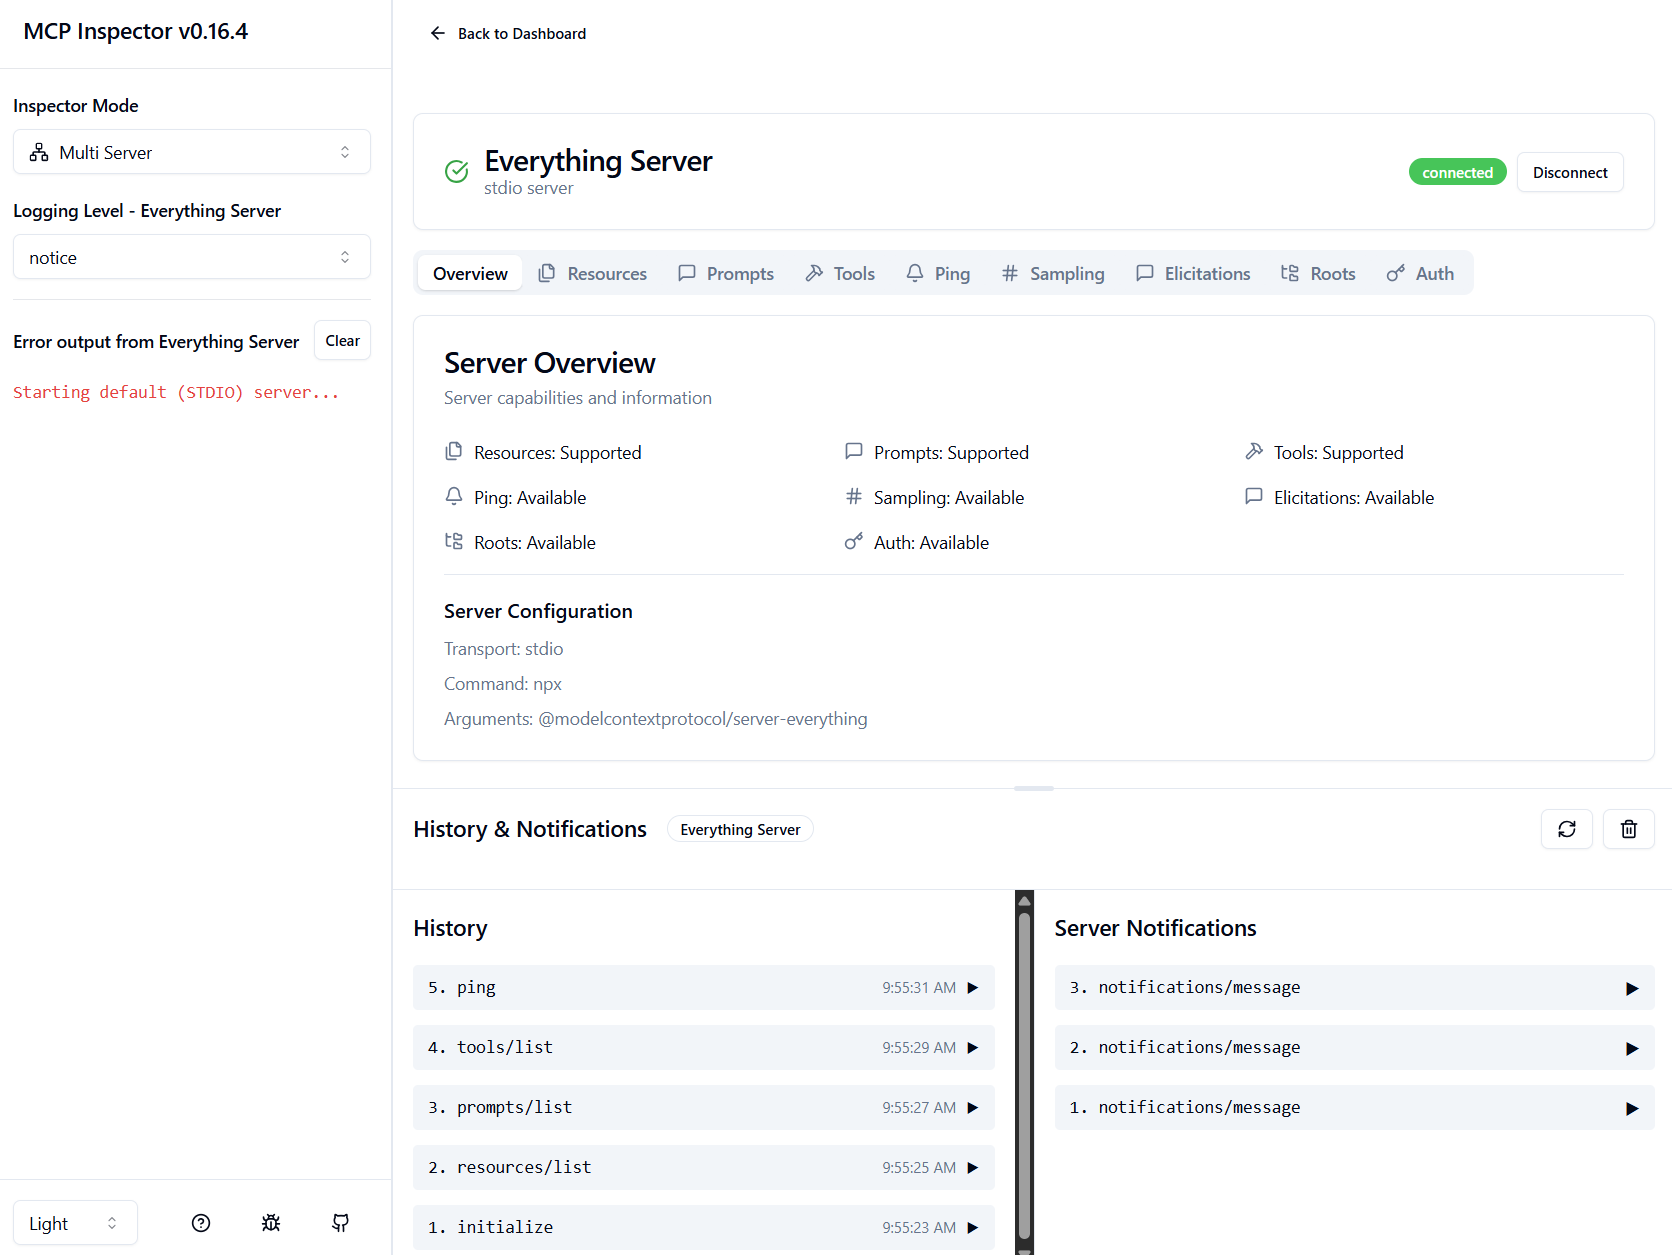 MCP Inspector v0.16.4
Inspector Mode
Multi Server
Logging Level - Everything Server
notice
Error output from Everything Server
Clear
Starting default (STDIO) server...
Light
Back to Dashboard
Everything Server
stdio server
connected
Disconnect
Overview Resources Prompts Tools Ping Sampling Elicitations Roots Auth
Server Overview
Server capabilities and information
Resources: Supported
Prompts: Supported
Tools: Supported
Ping: Available
Sampling: Available
Elicitations: Available
Roots: Available
Auth: Available
Server Configuration
Transport: stdio
Command: npx
Arguments: @modelcontextprotocol/server-everything
History & Notifications
Everything Server
History
5. ping 9:55:31 AM
4. tools/list 9:55:29 AM
3. prompts/list 9:55:27 AM
2. resources/list 9:55:25 AM
1. initialize 9:55:23 AM
Server Notifications
3. notifications/message
2. notifications/message
1. notifications/message